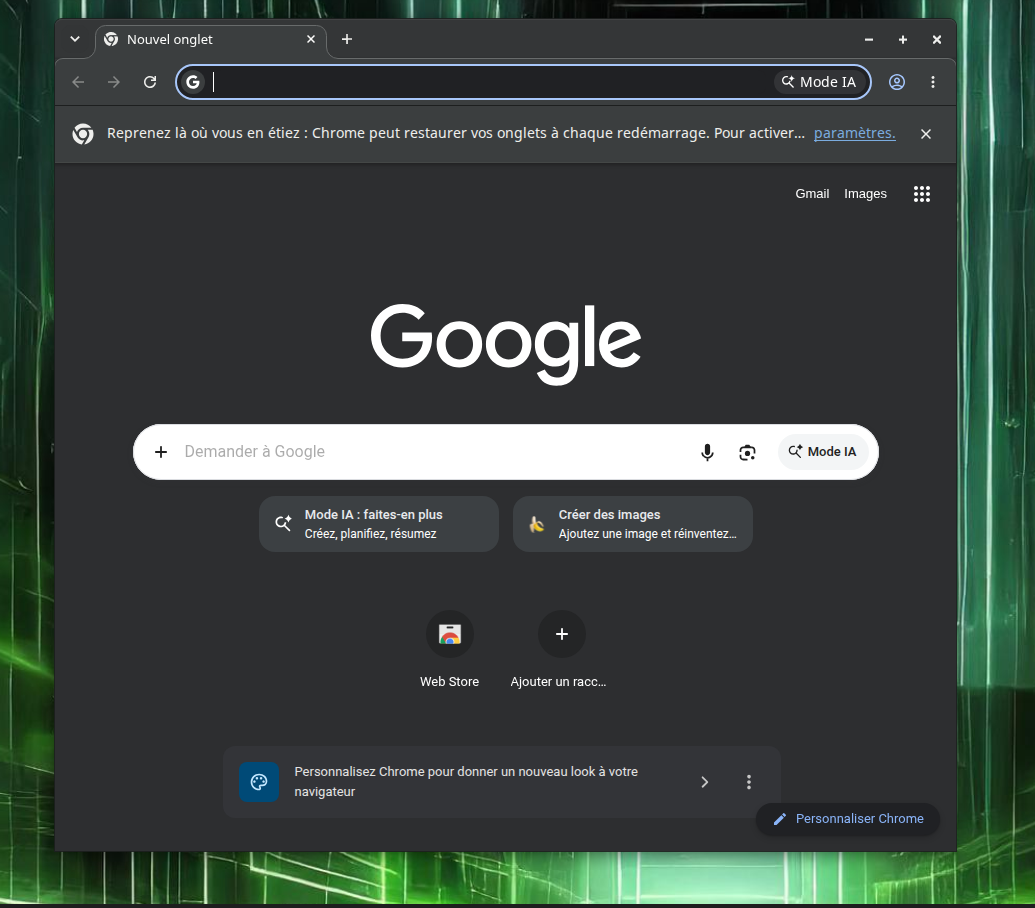 Nouvel onglet
Mode IA
Reprenez là où vous en étiez : Chrome peut restaurer vos onglets à chaque redémarrage. Pour activer... paramètres.
Gmail Images
Google
Demander à Google
Mode IA
Mode IA : faites-en plus
Créez, planifiez, résumez
Créer des images
Ajoutez une image et réinventez...
Web Store
Ajouter un racc...
Personnalisez Chrome pour donner un nouveau look à votre
navigateur
Personnaliser Chrome